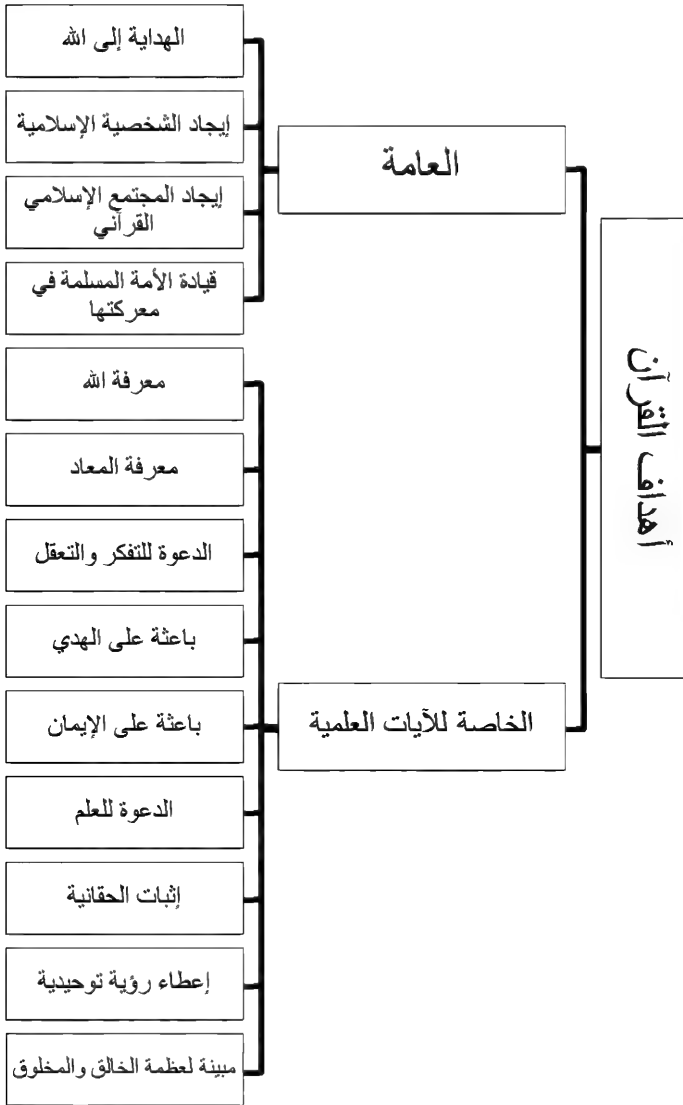 أهداف القرآن
العامة
الهداية إلى الله
إيجاد الشخصية الإسلامية
إيجاد المجتمع الإسلامي
القرآني
قيادة الأمة المسلمة في
معركتها
الخاصة للآيات العلمية
معرفة الله
معرفة المعاد
الدعوة للتفكر والتعقل
باعثة على الهدي
باعثة على الإيمان
الدعوة للعلم
إثبات الحقانية
إعطاء رؤية توحيدية
مبينة لعظمة الخالق والمخلوق